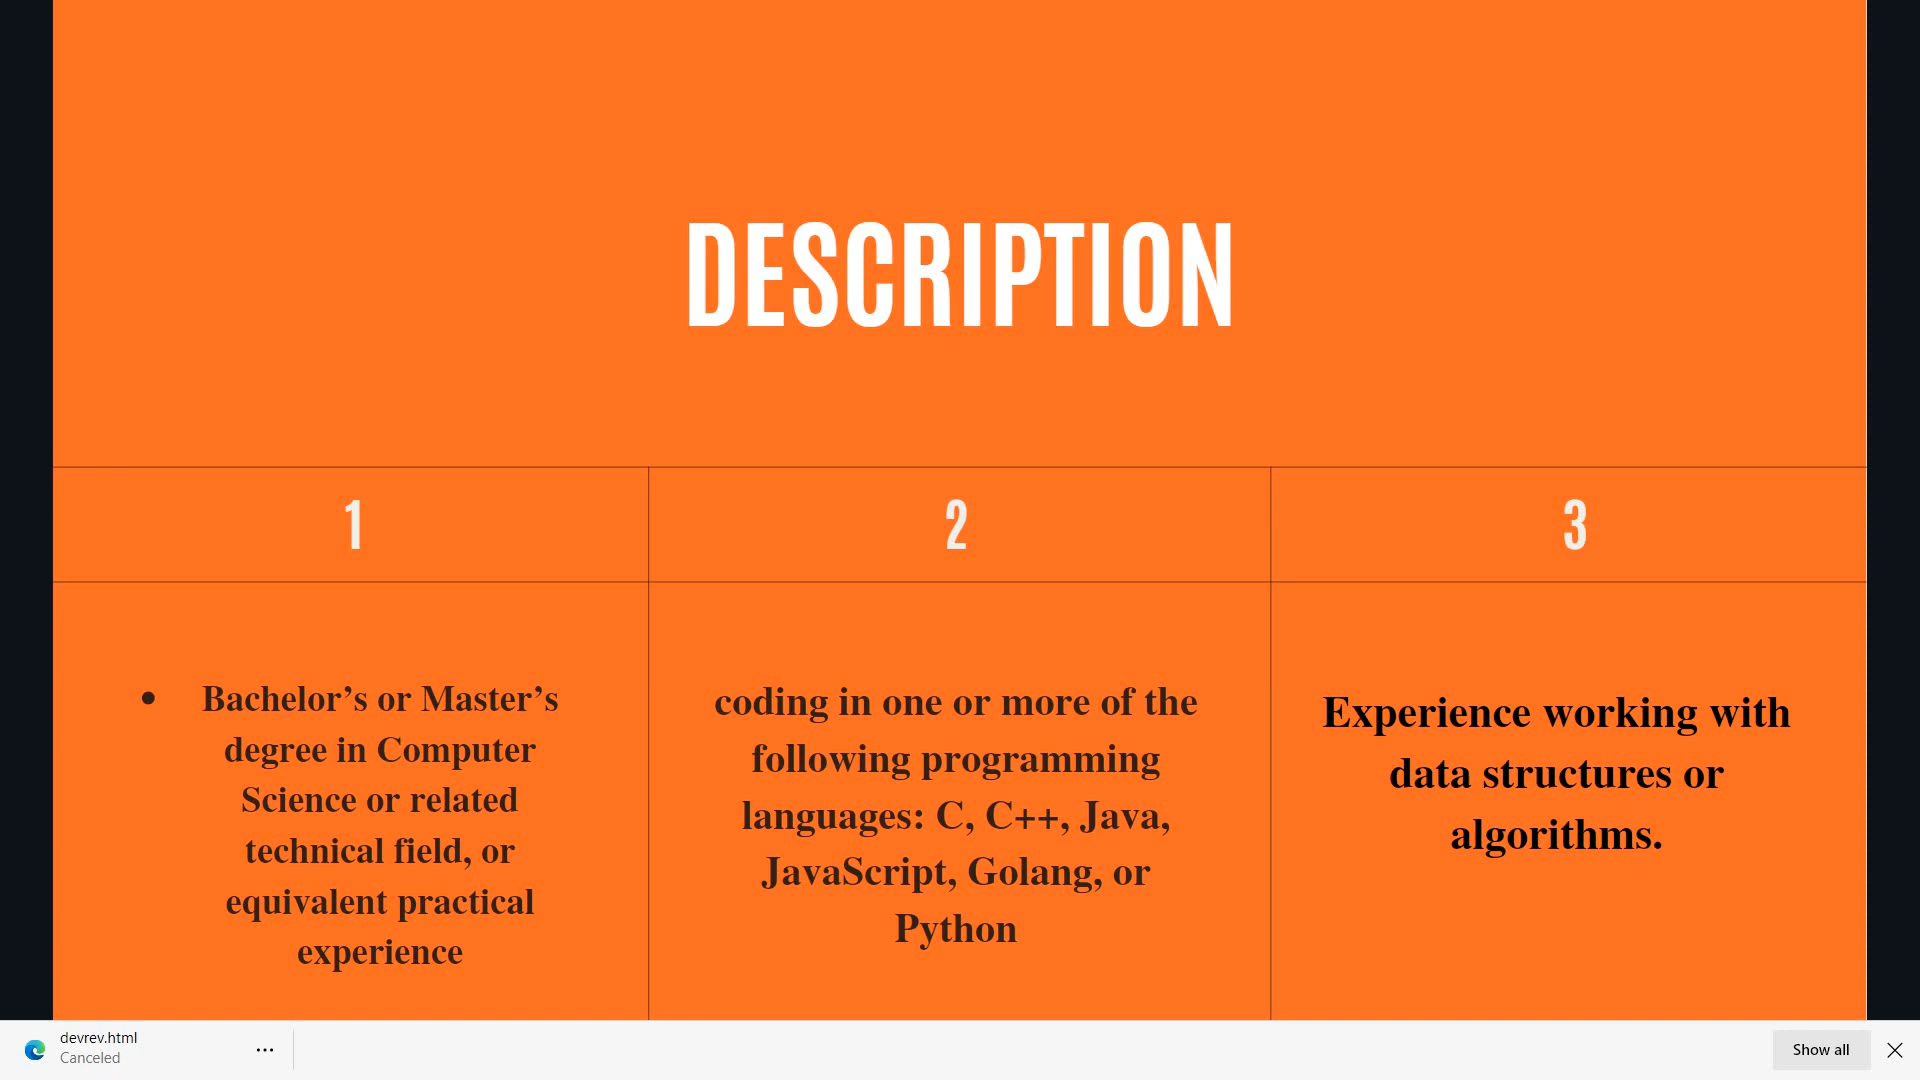 DESCRIPTION
1
2
3
• Bachelor’s or Master’s
degree in Computer
Science or related
technical field, or
equivalent practical
experience
coding in one or more of the
following programming
languages: C, C++, Java,
JavaScript, Golang, or
Python
Experience working with
data structures or
algorithms.
devrev.html
Canceled
Show all